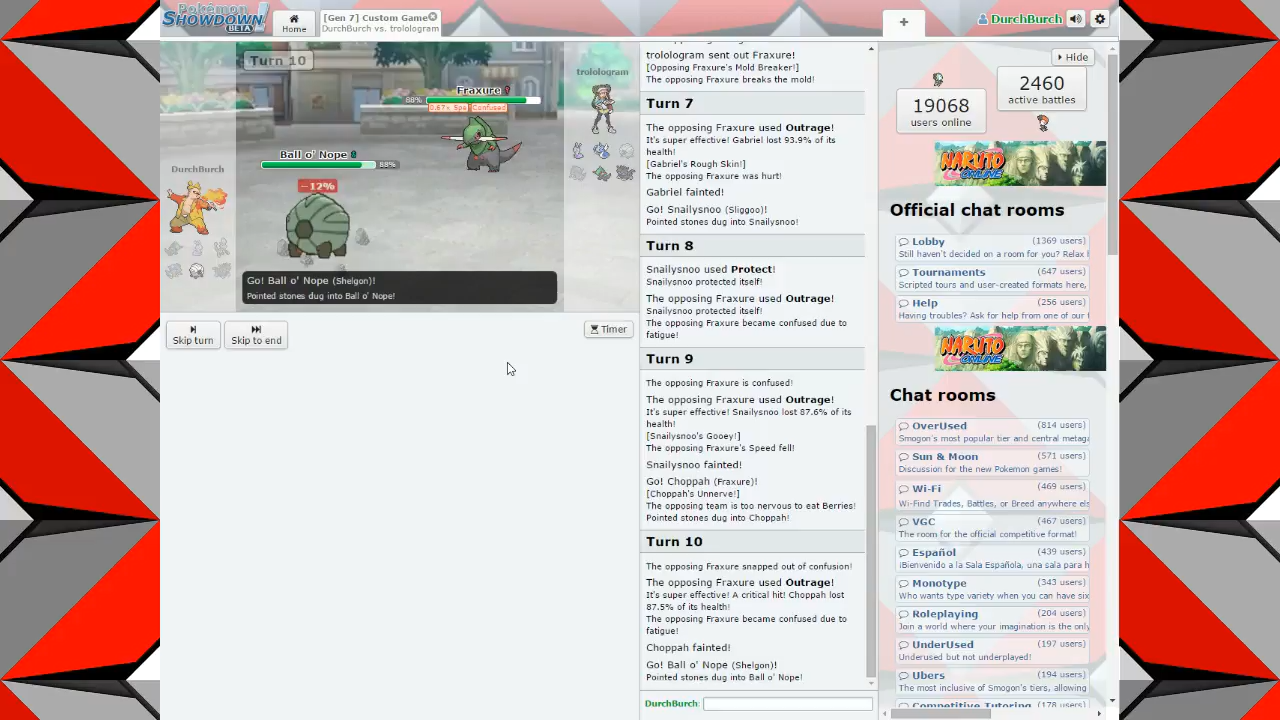 Pokémon
SHOWDOWN!
BETA
Home
[Gen 7] Custom Game
DurchBurch vs. trolologram
+
DurchBurch
Turn 10
trolologram
Fraxure
88%
0.67× Spe Confused
Ball o' Nope
88%
DurchBurch
−12%
Go! Ball o' Nope (Shelgon)!
Pointed stones dug into Ball o' Nope!
Skip turn
Skip to end
Timer
trolologram sent out Fraxure!
[Opposing Fraxure's Mold Breaker!]
The opposing Fraxure breaks the mold!
Turn 7
The opposing Fraxure used Outrage!
It's super effective! Gabriel lost 93.9% of its
health!
[Gabriel's Rough Skin!]
The opposing Fraxure was hurt!
Gabriel fainted!
Go! Snailysnoo (Sliggoo)!
Pointed stones dug into Snailysnoo!
Turn 8
Snailysnoo used Protect!
Snailysnoo protected itself!
The opposing Fraxure used Outrage!
Snailysnoo protected itself!
The opposing Fraxure became confused due to
fatigue!
Turn 9
The opposing Fraxure is confused!
The opposing Fraxure used Outrage!
It's super effective! Snailysnoo lost 87.6% of its
health!
[Snailysnoo's Gooey!]
The opposing Fraxure's Speed fell!
Snailysnoo fainted!
Go! Choppah (Fraxure)!
[Choppah's Unnerve!]
The opposing team is too nervous to eat Berries!
Pointed stones dug into Choppah!
Turn 10
The opposing Fraxure snapped out of confusion!
The opposing Fraxure used Outrage!
It's super effective! A critical hit! Choppah lost
87.5% of its health!
The opposing Fraxure became confused due to
fatigue!
Choppah fainted!
Go! Ball o' Nope (Shelgon)!
Pointed stones dug into Ball o' Nope!
DurchBurch:
Hide
19068
users online
2460
active battles
NARUTO
ONLINE
Official chat rooms
Lobby (1369 users)
Still haven't decided on a room for you? Relax
Tournaments (647 users)
Scripted tours and user-created formats here,
Help (256 users)
Having troubles? Ask for help from one of our
NARUTO
ONLINE
Chat rooms
OverUsed (814 users)
Smogon's most popular tier and central metag
Sun & Moon (571 users)
Discussion for the new Pokemon games!
Wi-Fi (469 users)
Wi-Find Trades, Battles, or Breed anywhere els
VGC (467 users)
The room for the official competitive format!
Español (439 users)
¡Bienvenido a la Sala Española, una sala para h
Monotype (343 users)
Who wants type variety when you can have six
Roleplaying (204 users)
Join a world where your imagination is the only
UnderUsed (197 users)
Underused but not underplayed!
Ubers (194 users)
The most inclusive of Smogon's tiers, allowing
Competitive Tutoring (178 users)